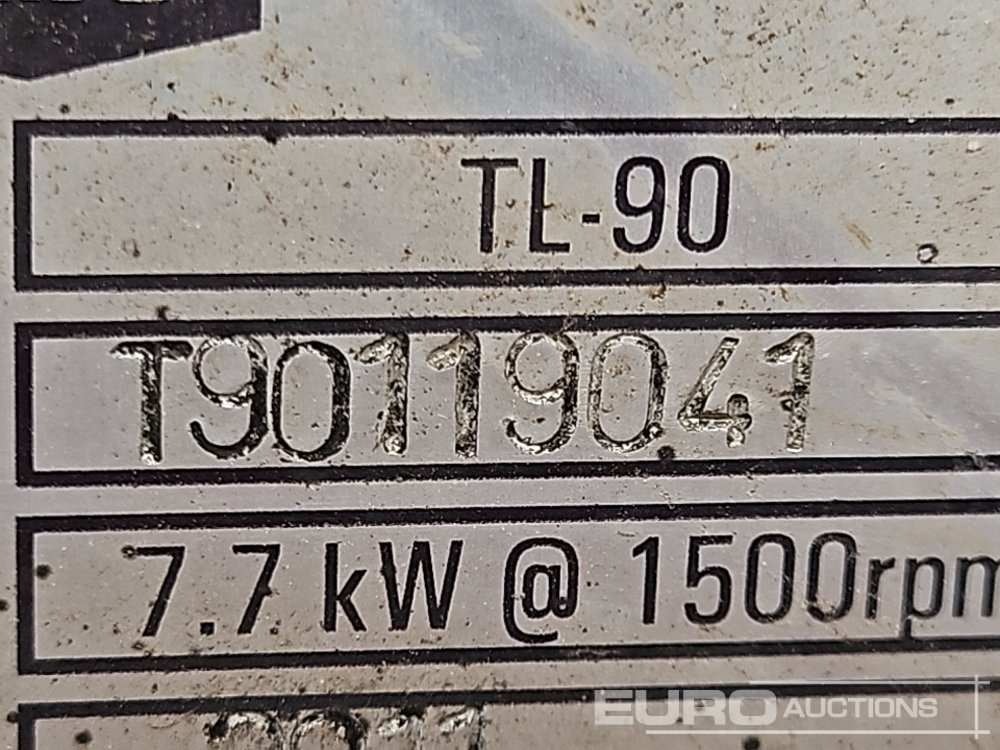 TL-90
T90119041
7.7 kW @ 1500rpm
EURO AUCTIONS